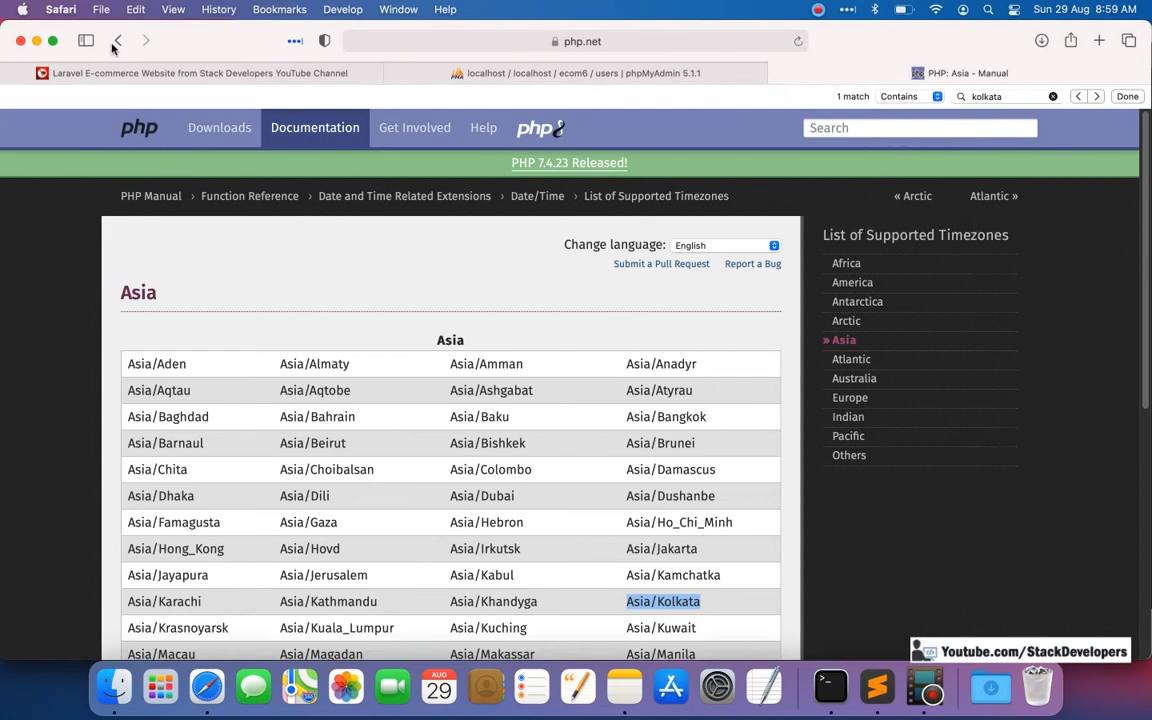 Safari File Edit View History Bookmarks Develop Window Help Sun 29 Aug 8:59 AM
php.net
Laravel E-commerce Website from Stack Developers YouTube Channel
localhost / localhost / ecom6 / users | phpMyAdmin 5.1.1
PHP: Asia - Manual
1 match Contains kolkata Done
php Downloads Documentation Get Involved Help php8 Search
PHP 7.4.23 Released!
PHP Manual › Function Reference › Date and Time Related Extensions › Date/Time › List of Supported Timezones « Arctic Atlantic »
Change language: English
Submit a Pull Request Report a Bug
Asia
Asia
Asia/Aden Asia/Almaty Asia/Amman Asia/Anadyr
Asia/Aqtau Asia/Aqtobe Asia/Ashgabat Asia/Atyrau
Asia/Baghdad Asia/Bahrain Asia/Baku Asia/Bangkok
Asia/Barnaul Asia/Beirut Asia/Bishkek Asia/Brunei
Asia/Chita Asia/Choibalsan Asia/Colombo Asia/Damascus
Asia/Dhaka Asia/Dili Asia/Dubai Asia/Dushanbe
Asia/Famagusta Asia/Gaza Asia/Hebron Asia/Ho_Chi_Minh
Asia/Hong_Kong Asia/Hovd Asia/Irkutsk Asia/Jakarta
Asia/Jayapura Asia/Jerusalem Asia/Kabul Asia/Kamchatka
Asia/Karachi Asia/Kathmandu Asia/Khandyga Asia/Kolkata
Asia/Krasnoyarsk Asia/Kuala_Lumpur Asia/Kuching Asia/Kuwait
Asia/Macau Asia/Magadan Asia/Makassar Asia/Manila
List of Supported Timezones
Africa
America
Antarctica
Arctic
» Asia
Atlantic
Australia
Europe
Indian
Pacific
Others
Youtube.com/StackDevelopers
AUG
29